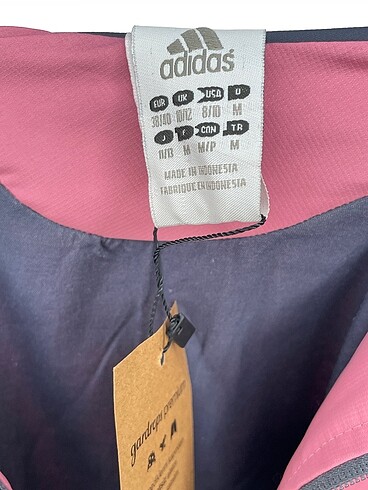 adidas
EUR UK USA D
38/40 10/12 8/10 M
J F CDN TR
11/13 M M/P M
MADE IN INDONESIA
FABRIQUE EN INDONESIA
gardrops premium